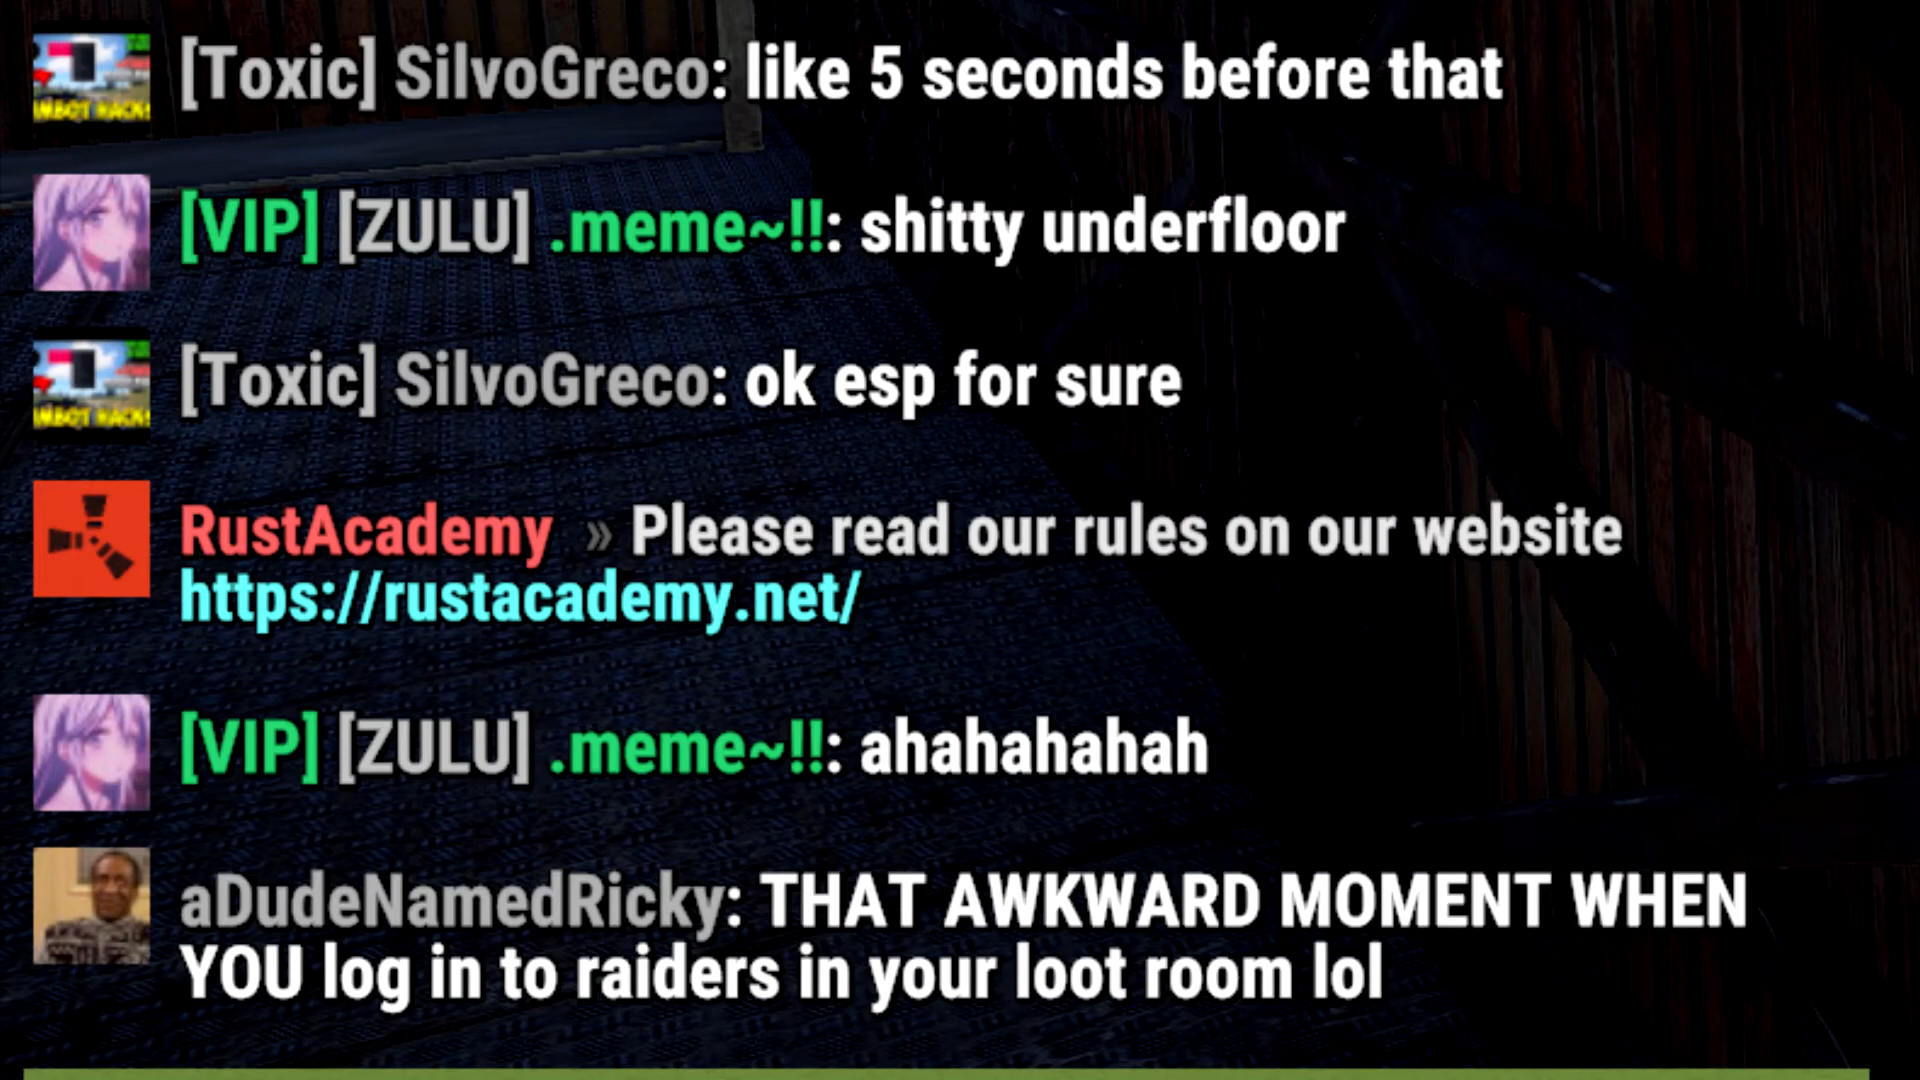 [Toxic] SilvoGreco: like 5 seconds before that
[VIP] [ZULU] .meme~!!: shitty underfloor
[Toxic] SilvoGreco: ok esp for sure
RustAcademy » Please read our rules on our website
https://rustacademy.net/
[VIP] [ZULU] .meme~!!: ahahahahah
aDudeNamedRicky: THAT AWKWARD MOMENT WHEN
YOU log in to raiders in your loot room lol